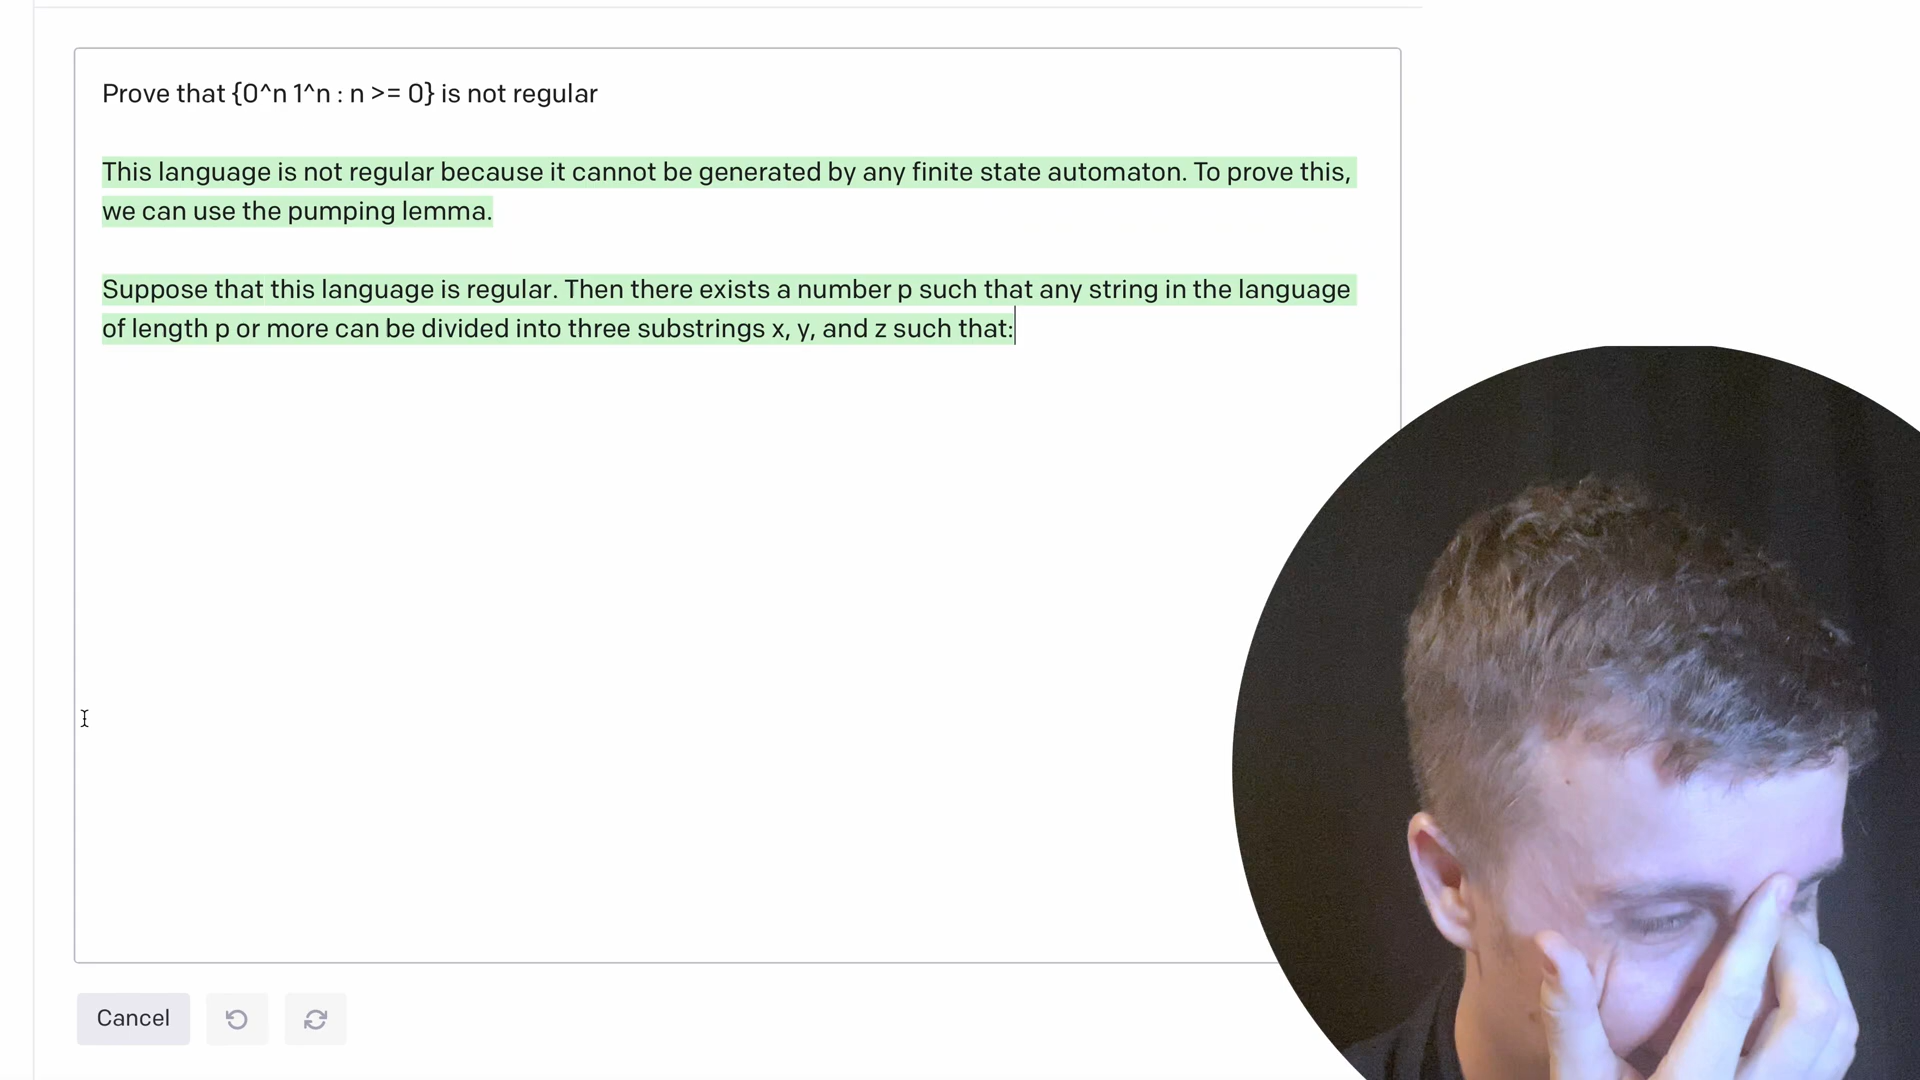 Prove that {0^n 1^n : n >= 0} is not regular
This language is not regular because it cannot be generated by any finite state automaton. To prove this,
we can use the pumping lemma.
Suppose that this language is regular. Then there exists a number p such that any string in the language
of length p or more can be divided into three substrings x, y, and z such that:
Cancel